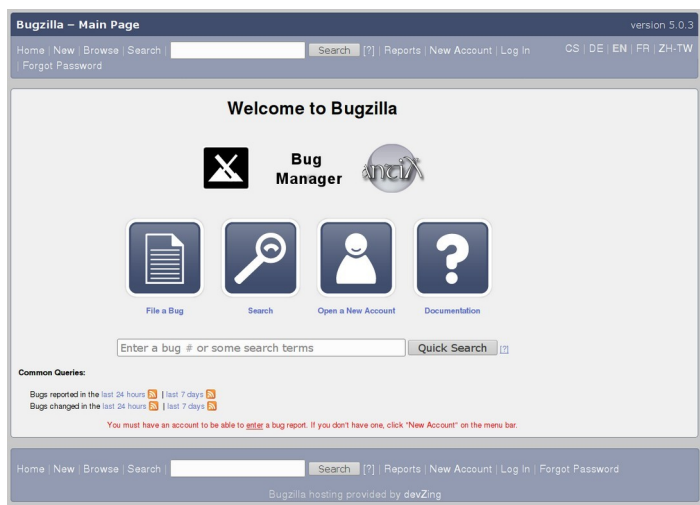 Bugzilla – Main Page
version 5.0.3
Home | New | Browse | Search | Search [?] | Reports | New Account | Log In
| Forgot Password
CS | DE | EN | FR | ZH-TW
Welcome to Bugzilla
Bug
Manager
antiX
File a Bug
Search
Open a New Account
Documentation
Enter a bug # or some search terms
Quick Search [?]
Common Queries:
Bugs reported in the last 24 hours | last 7 days
Bugs changed in the last 24 hours | last 7 days
You must have an account to be able to enter a bug report. If you don't have one, click "New Account" on the menu bar.
Home | New | Browse | Search | Search [?] | Reports | New Account | Log In | Forgot Password
Bugzilla hosting provided by devZing